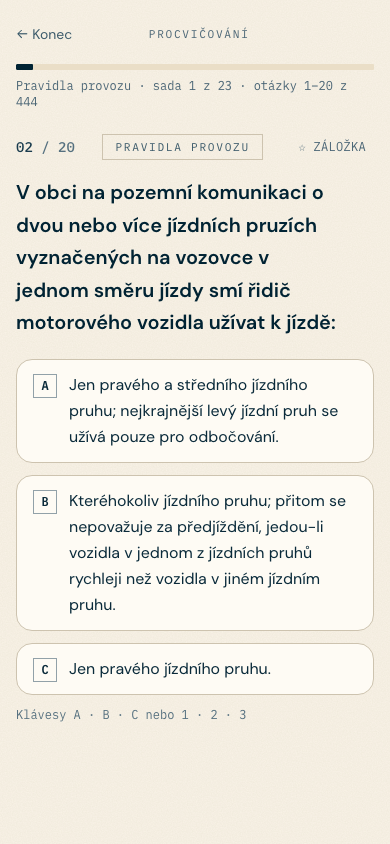 ← Konec
PROCVIČOVÁNÍ
Pravidla provozu · sada 1 z 23 · otázky 1–20 z
444
02 / 20
PRAVIDLA PROVOZU
☆ ZÁLOŽKA
V obci na pozemní komunikaci o
dvou nebo více jízdních pruzích
vyznačených na vozovce v
jednom směru jízdy smí řidič
motorového vozidla užívat k jízdě:
A
Jen pravého a středního jízdního
pruhu; nejkrajnější levý jízdní pruh se
užívá pouze pro odbočování.
B
Kteréhokoliv jízdního pruhu; přitom se
nepovažuje za předjíždění, jedou-li
vozidla v jednom z jízdních pruhů
rychleji než vozidla v jiném jízdním
pruhu.
C
Jen pravého jízdního pruhu.
Klávesy A · B · C nebo 1 · 2 · 3